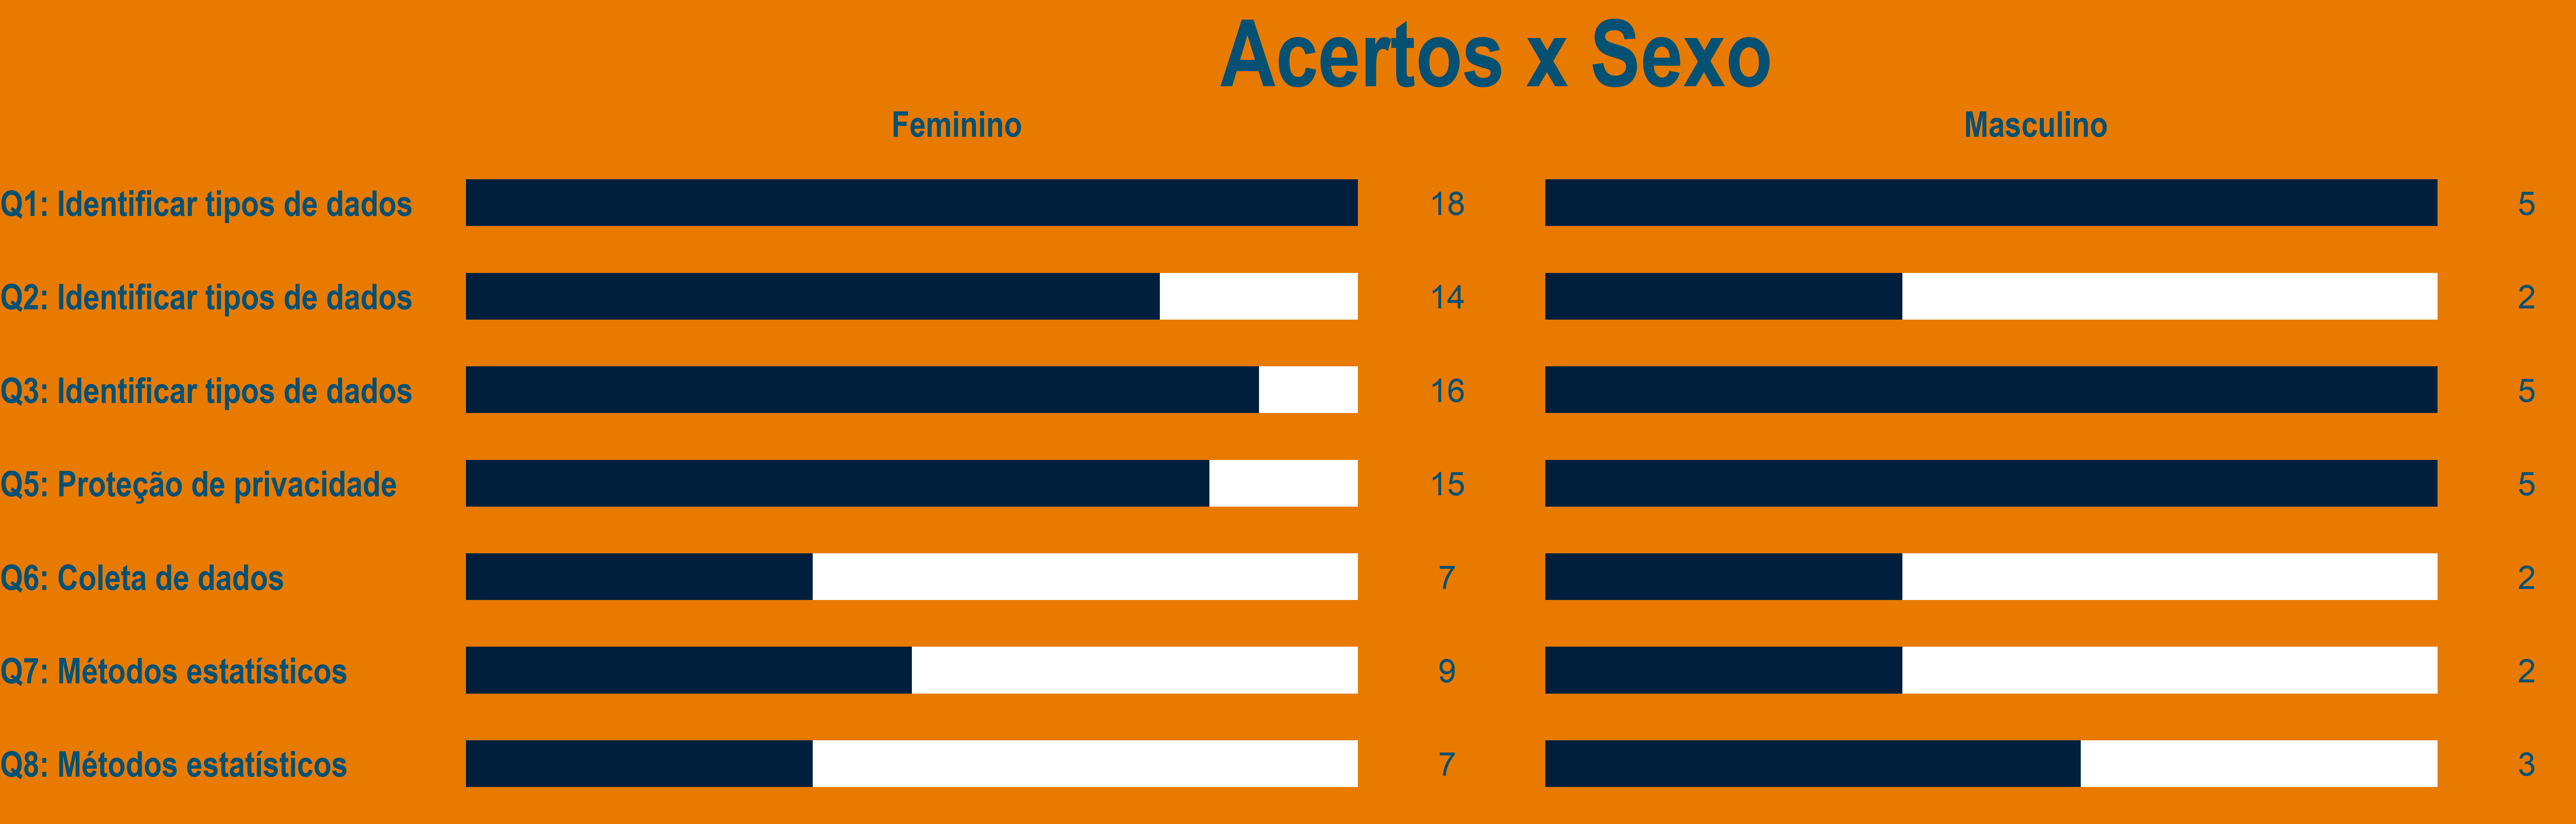 Acertos x Sexo
Feminino Masculino
Q1: Identificar tipos de dados 18 5
Q2: Identificar tipos de dados 14 2
Q3: Identificar tipos de dados 16 5
Q5: Proteção de privacidade 15 5
Q6: Coleta de dados 7 2
Q7: Métodos estatísticos 9 2
Q8: Métodos estatísticos 7 3